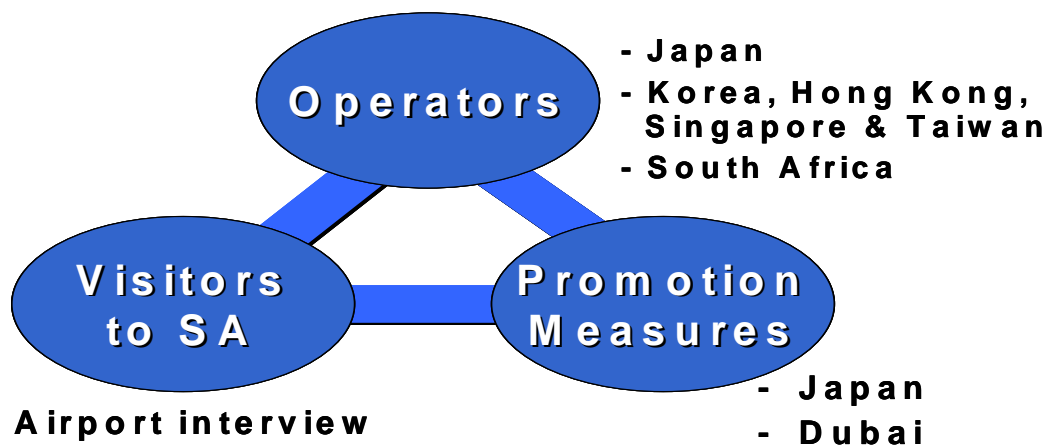 Operators
- Japan
- Korea, Hong Kong,
Singapore & Taiwan
- South Africa
Visitors
to SA
Promotion
Measures
Airport interview
- Japan
- Dubai